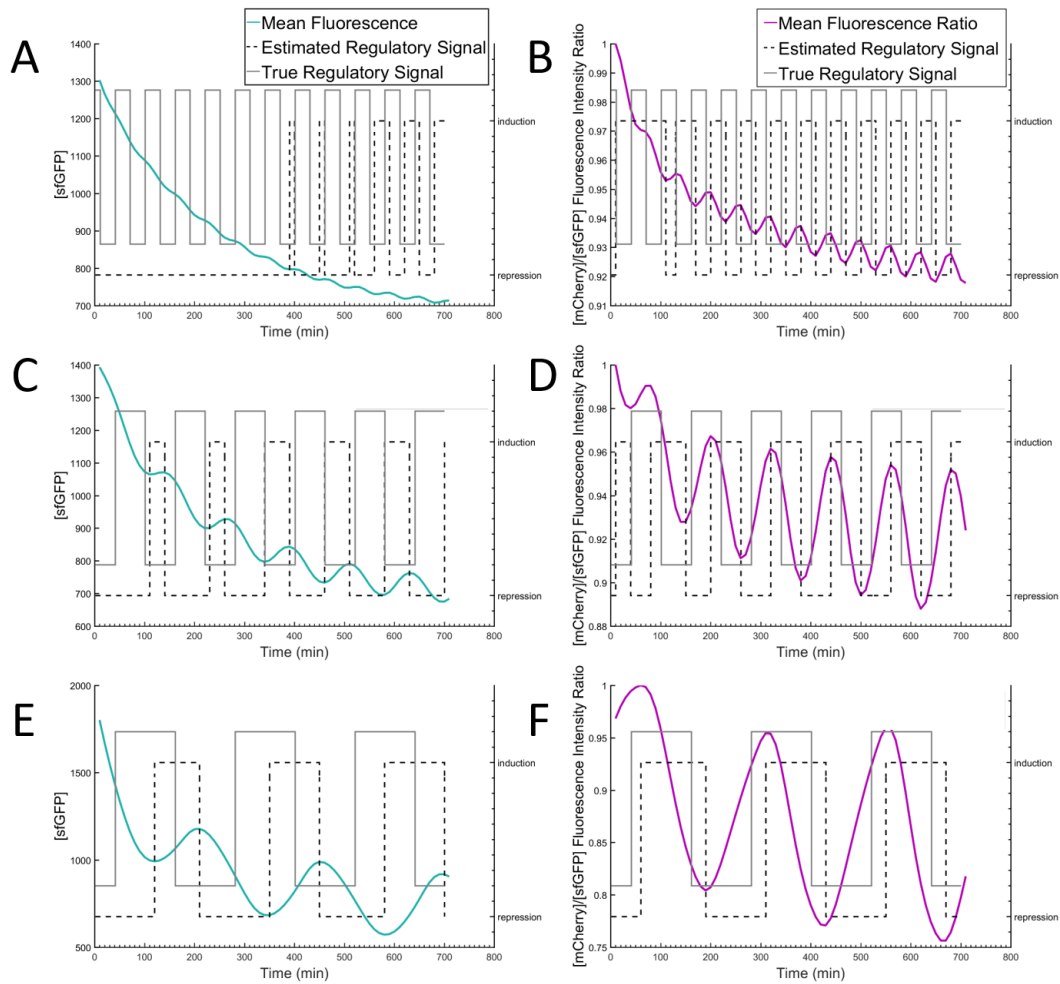 A
Mean Fluorescence
Estimated Regulatory Signal
True Regulatory Signal
1400
1300
1200
1100
1000
900
800
700
[sfGFP]
induction
repression
0 100 200 300 400 500 600 700 800
Time (min)
B
Mean Fluorescence Ratio
Estimated Regulatory Signal
True Regulatory Signal
1
0.99
0.98
0.97
0.96
0.95
0.94
0.93
0.92
0.91
[mCherry]/[sfGFP] Fluorescence Intensity Ratio
induction
repression
0 100 200 300 400 500 600 700 800
Time (min)
C
1400
1300
1200
1100
1000
900
800
700
600
[sfGFP]
induction
repression
0 100 200 300 400 500 600 700 800
Time (min)
D
1
0.98
0.96
0.94
0.92
0.9
0.88
[mCherry]/[sfGFP] Fluorescence Intensity Ratio
induction
repression
0 100 200 300 400 500 600 700 800
Time (min)
E
2000
1500
1000
500
[sfGFP]
induction
repression
0 100 200 300 400 500 600 700 800
Time (min)
F
1
0.95
0.9
0.85
0.8
0.75
[mCherry]/[sfGFP] Fluorescence Intensity Ratio
induction
repression
0 100 200 300 400 500 600 700 800
Time (min)